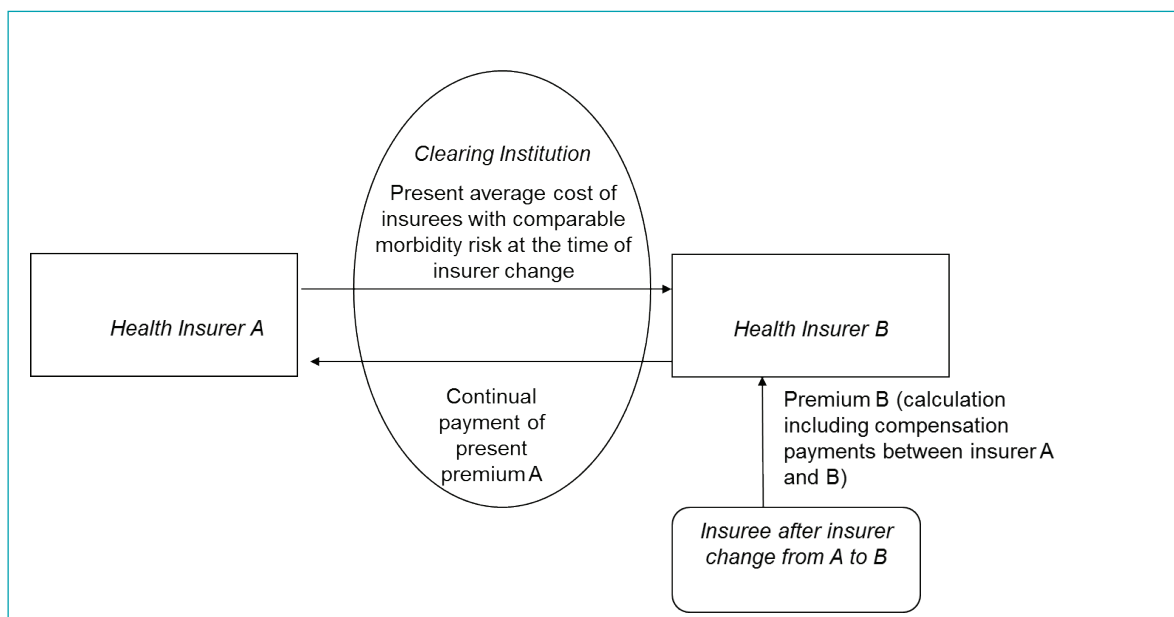 Clearing Institution
Present average cost of
insurees with comparable
morbidity risk at the time of
insurer change
Health Insurer A
Health Insurer B
Continual
payment of
present
premium A
Premium B (calculation
including compensation
payments between insurer A
and B)
Insuree after insurer
change from A to B